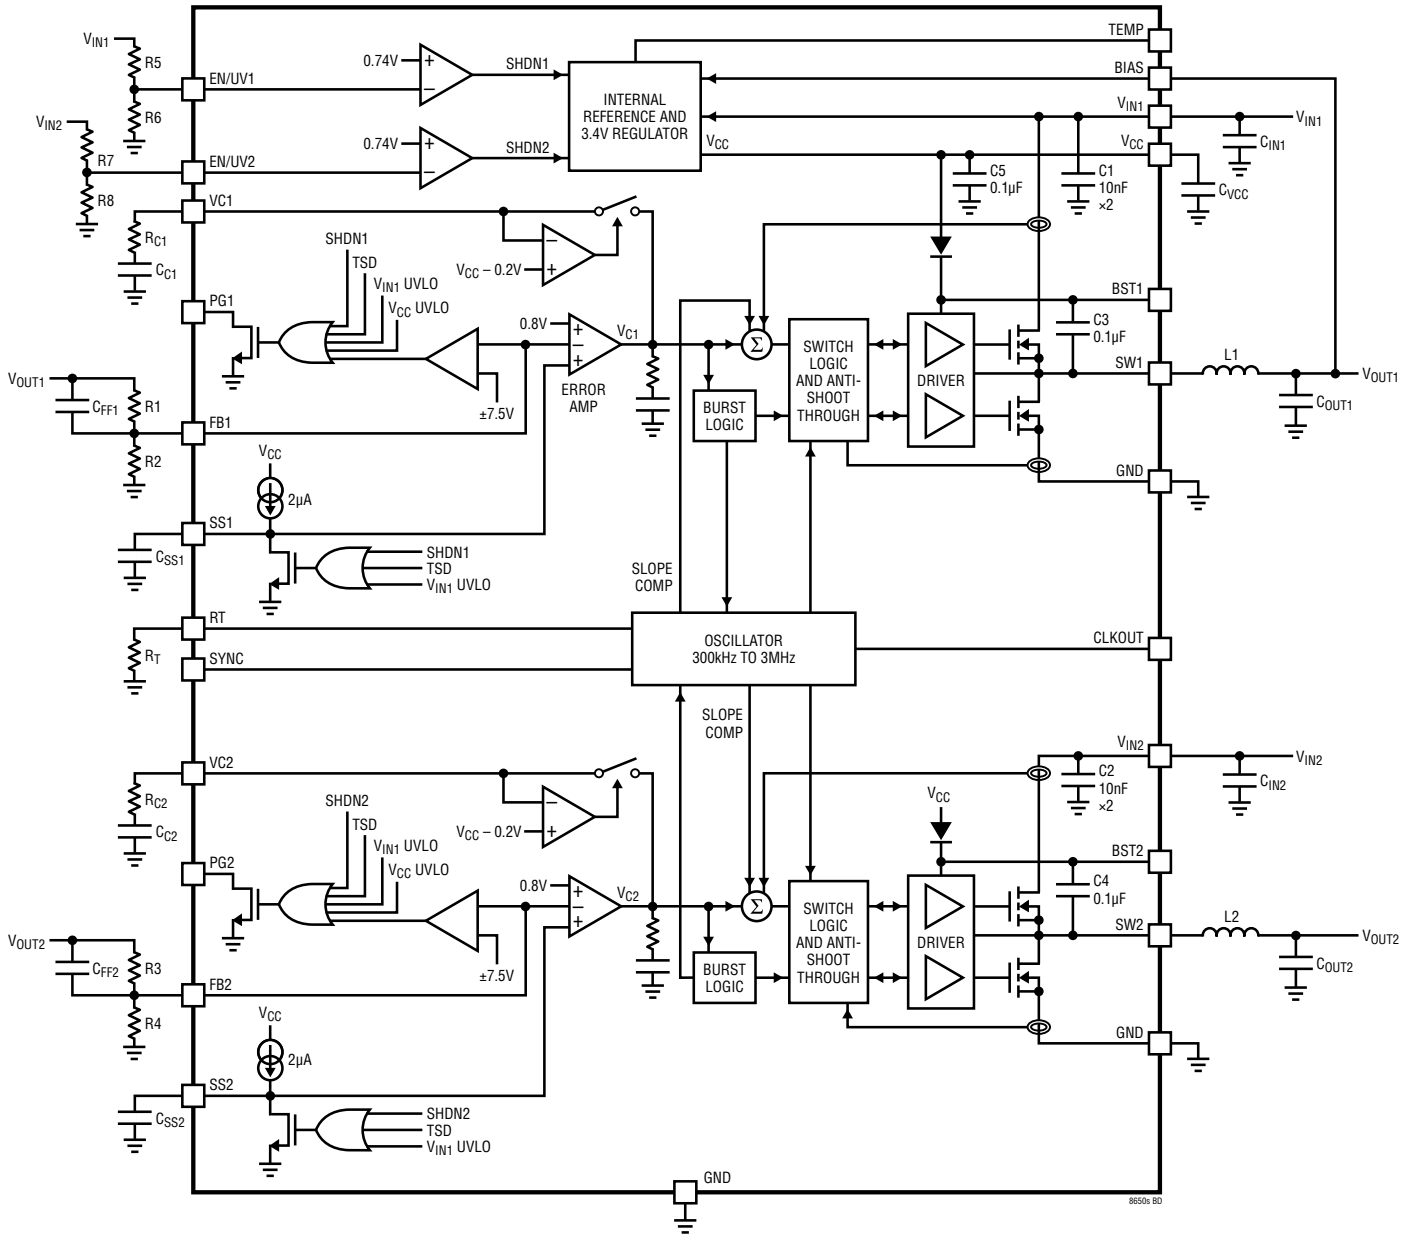 TEMP
BIAS
VIN1
VIN1
VCC
VIN1
R5
EN/UV1
R6
0.74V
+
–
SHDN1
INTERNAL
REFERENCE AND
3.4V REGULATOR
VCC
CIN1
CVCC
C5
0.1µF
C1
10nF
×2
VIN2
R7
EN/UV2
R8
0.74V
+
–
SHDN2
VC1
RC1
CC1
–
VCC – 0.2V
+
SHDN1
TSD
VIN1 UVLO
VCC UVLO
PG1
0.8V
+
–
+
VC1
ERROR
AMP
±7.5V
Σ
BURST
LOGIC
SWITCH
LOGIC
AND ANTI-
SHOOT
THROUGH
DRIVER
BST1
C3
0.1µF
SW1
L1
VOUT1
COUT1
GND
VOUT1
CFF1
R1
FB1
R2
VCC
2µA
SS1
CSS1
SHDN1
TSD
VIN1 UVLO
SLOPE
COMP
RT
RT
SYNC
OSCILLATOR
300kHz TO 3MHz
CLKOUT
SLOPE
COMP
VIN2
VIN2
CIN2
C2
10nF
×2
VC2
RC2
CC2
–
VCC – 0.2V
+
SHDN2
TSD
VIN1 UVLO
VCC UVLO
PG2
0.8V
+
–
+
VC2
±7.5V
Σ
BURST
LOGIC
SWITCH
LOGIC
AND ANTI-
SHOOT
THROUGH
VCC
DRIVER
BST2
C4
0.1µF
SW2
L2
VOUT2
COUT2
GND
VOUT2
CFF2
R3
FB2
R4
VCC
2µA
SS2
CSS2
SHDN2
TSD
VIN1 UVLO
GND
8650s BD